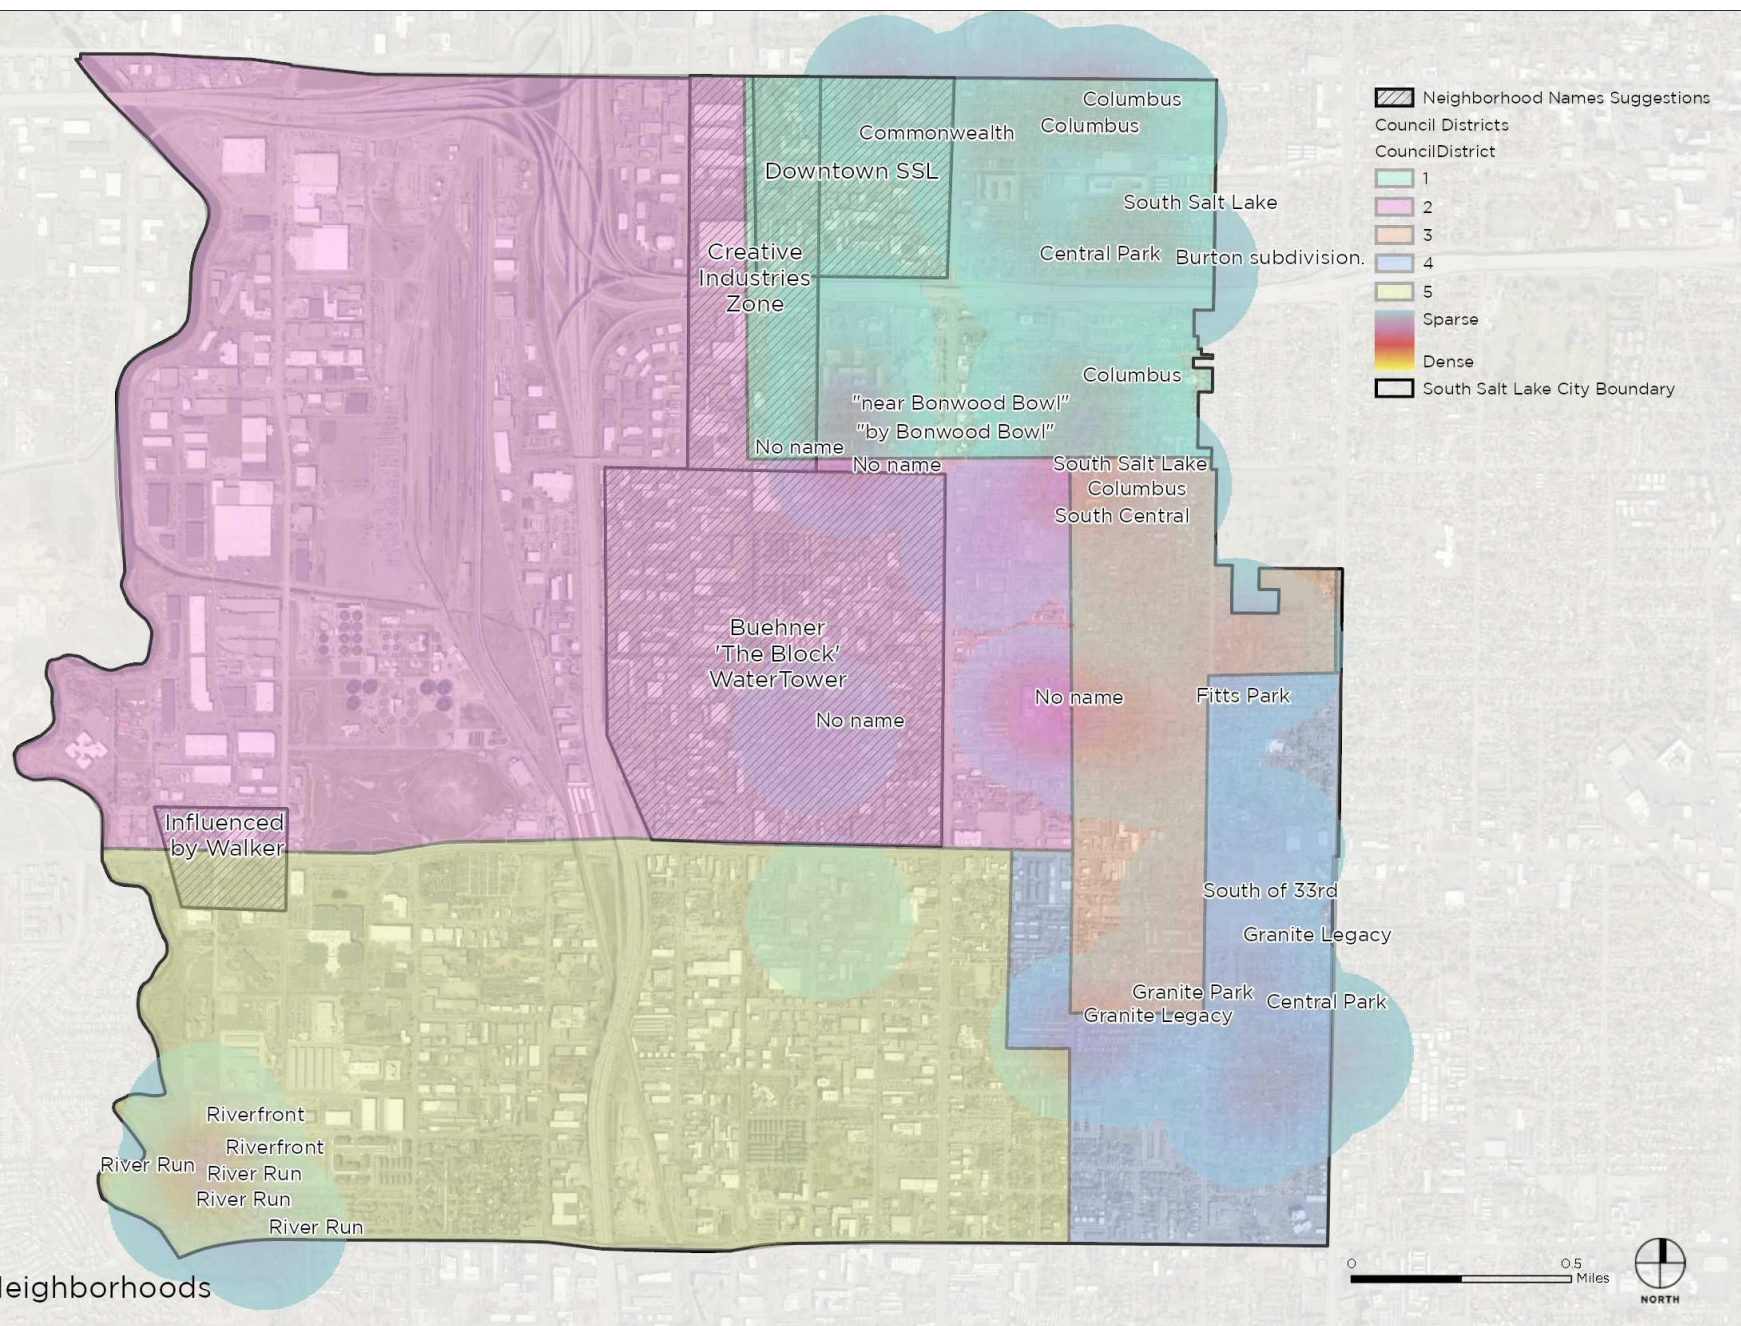 Columbus
Columbus
Commonwealth
Downtown SSL
South Salt Lake
Central Park
Burton subdivision.
Creative
Industries
Zone
Columbus
"near Bonwood Bowl"
"by Bonwood Bowl"
No name
No name
South Salt Lake
Columbus
South Central
Buehner
'The Block'
WaterTower
No name
No name
Fitts Park
Influenced
by Walker
South of 33rd
Granite Legacy
Granite Park
Central Park
Granite Legacy
Riverfront
Riverfront
River Run
River Run
River Run
River Run
eighborhoods
Neighborhood Names Suggestions
Council Districts
CouncilDistrict
1
2
3
4
5
Sparse
Dense
South Salt Lake City Boundary
0 0.5
Miles
NORTH